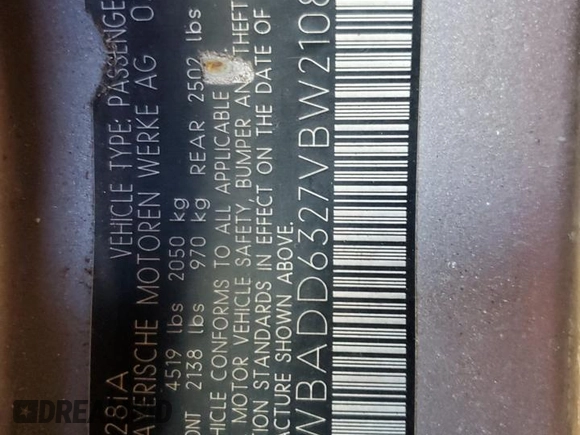 28iA VEHICLE TYPE: PASSENGE
AYERISCHE MOTOREN WERKE AG 0
4519 lbs 2050 kg
ONT 2138 lbs 970 kg REAR 2502 lbs
HICLE CONFORMS TO ALL APPLICABLE
MOTOR VEHICLE SAFETY, BUMPER AND THEFT
TION STANDARDS IN EFFECT ON THE DATE OF
ACTURE SHOWN ABOVE.
WBADD6327VBW2108